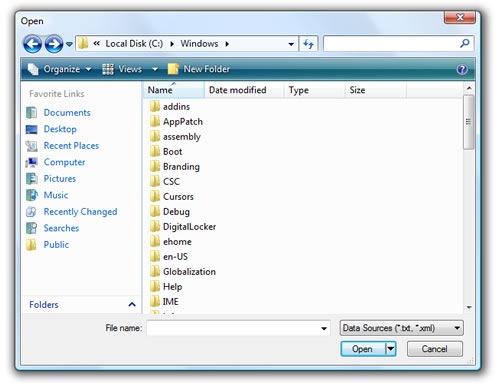 Open
« Local Disk (C:) Windows
Organize Views New Folder
Favorite Links
Documents
Desktop
Recent Places
Computer
Pictures
Music
Recently Changed
Searches
Public
Folders
Name Date modified Type Size
addins
AppPatch
assembly
Boot
Branding
CSC
Cursors
Debug
DigitalLocker
ehome
en-US
Globalization
Help
IME
File name:
Data Sources (*.txt, *.xml)
Open Cancel